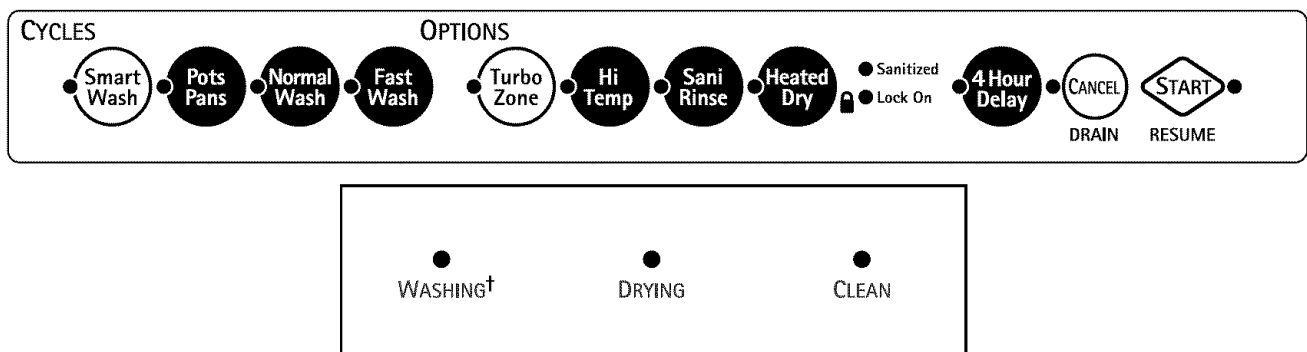 CYCLES
OPTIONS
Smart
Wash
Pots
Pans
Normal
Wash
Fast
Wash
Turbo
Zone
Hi
Temp
Sani
Rinse
Heated
Dry
Sanitized
Lock On
4 Hour
Delay
CANCEL
DRAIN
START
RESUME
WASHING†
DRYING
CLEAN